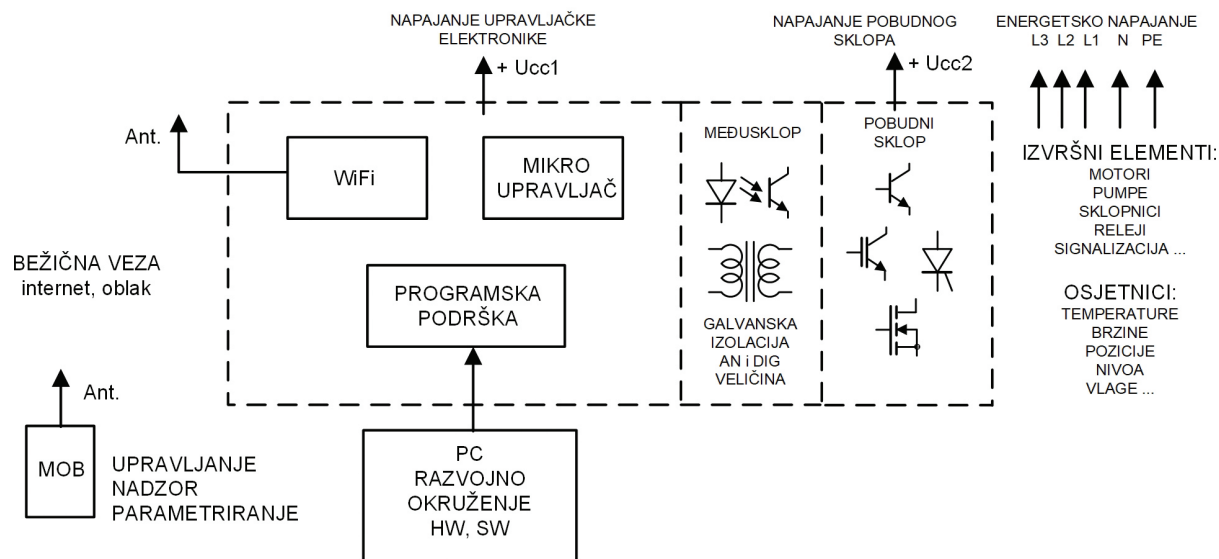 NAPAJANJE UPRAVLJAČKE
ELEKTRONIKE
+ Ucc1
NAPAJANJE POBUDNOG
SKLOPA
+ Ucc2
ENERGETSKO NAPAJANJE
L3 L2 L1 N PE
Ant.
WiFi
MIKRO
UPRAVLJAČ
MEĐUSKLOP
POBUDNI
SKLOP
IZVRŠNI ELEMENTI:
MOTORI
PUMPE
SKLOPNICI
RELEJI
SIGNALIZACIJA ...
BEŽIČNA VEZA
internet, oblak
PROGRAMSKA
PODRŠKA
GALVANSKA
IZOLACIJA
AN i DIG
VELIČINA
OSJETNICI:
TEMPERATURE
BRZINE
POZICIJE
NIVOA
VLAGE ...
Ant.
MOB
UPRAVLJANJE
NADZOR
PARAMETRIRANJE
PC
RAZVOJNO
OKRUŽENJE
HW, SW